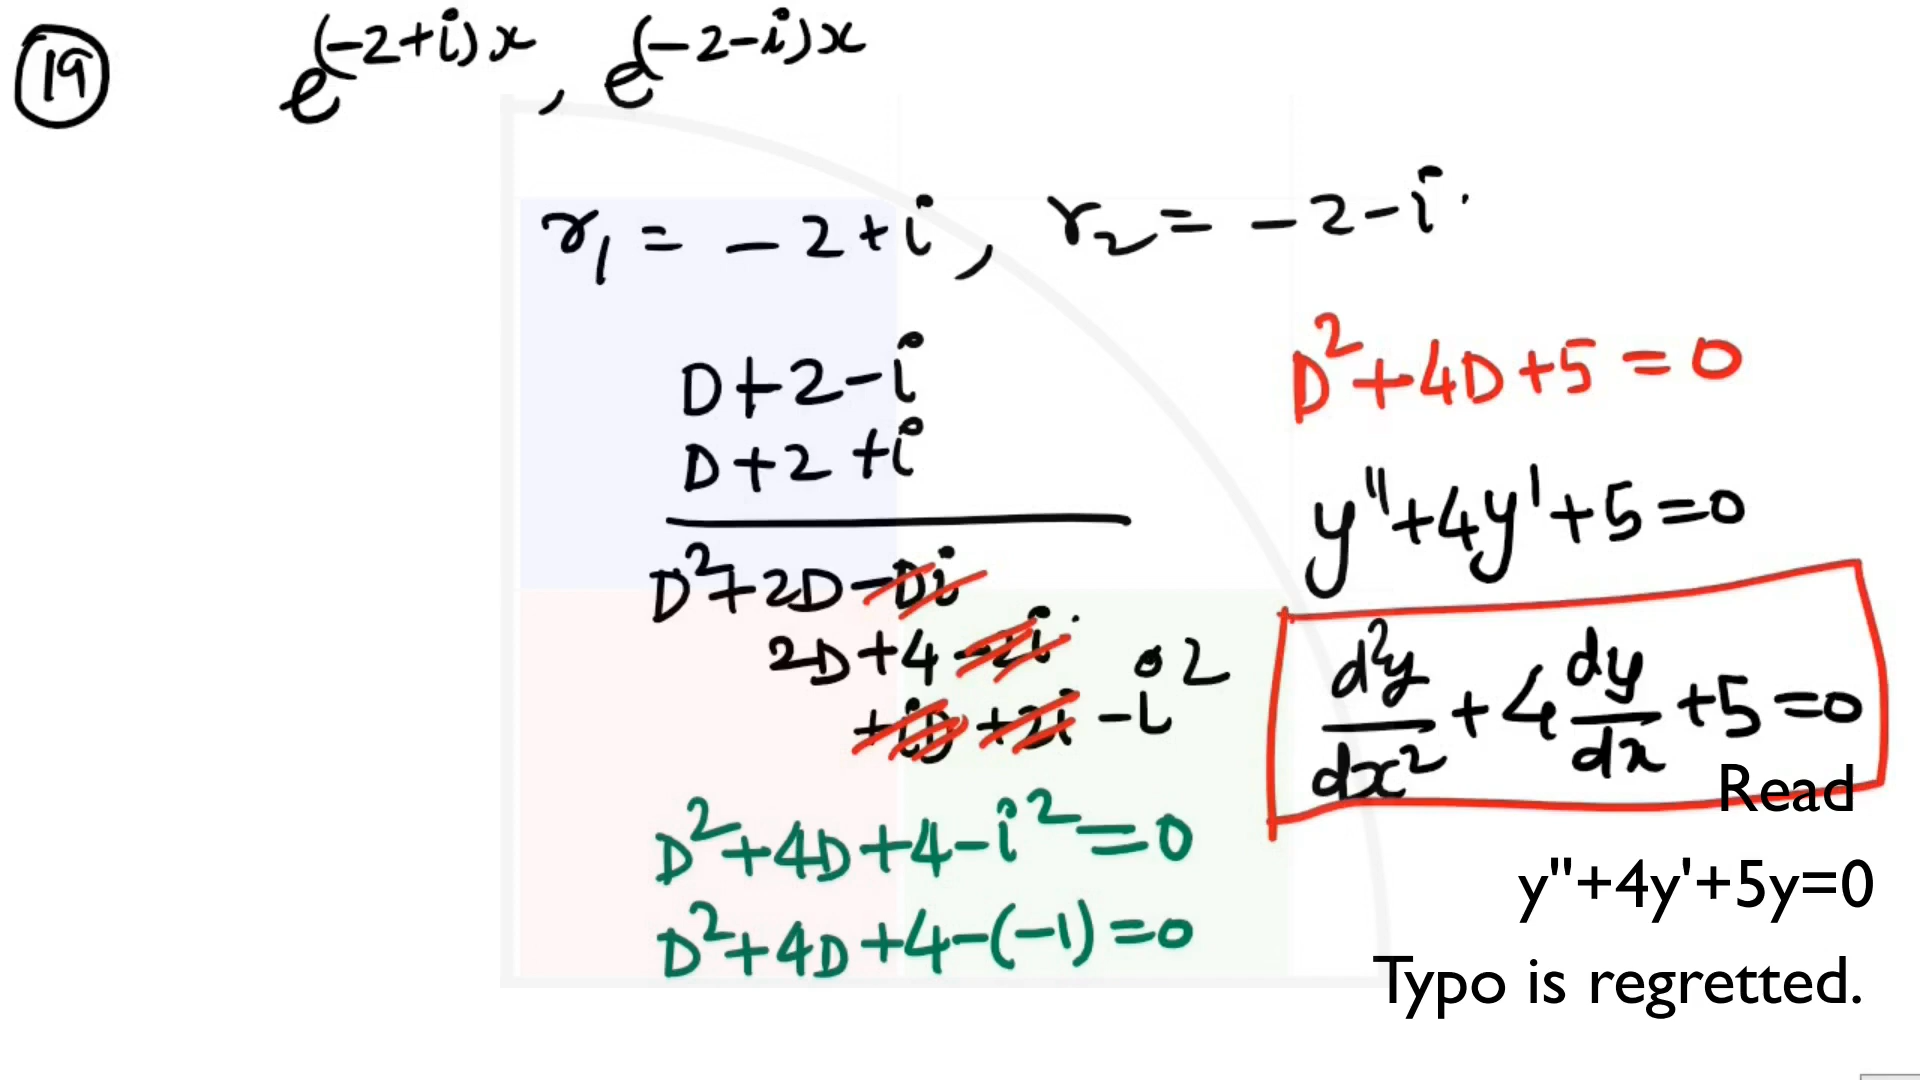 19
e^(-2+i)x , e^(-2-i)x
r₁ = -2+i, r₂ = -2-i
D+2-i
D+2+i
D²+2D-Di
2D+4-2i
+iD+2i-i²
D²+4D+4-i²=0
D²+4D+4-(-1)=0
D²+4D+5=0
y''+4y'+5=0
d²y/dx²+4dy/dx+5=0
Read
y''+4y'+5y=0
Typo is regretted.